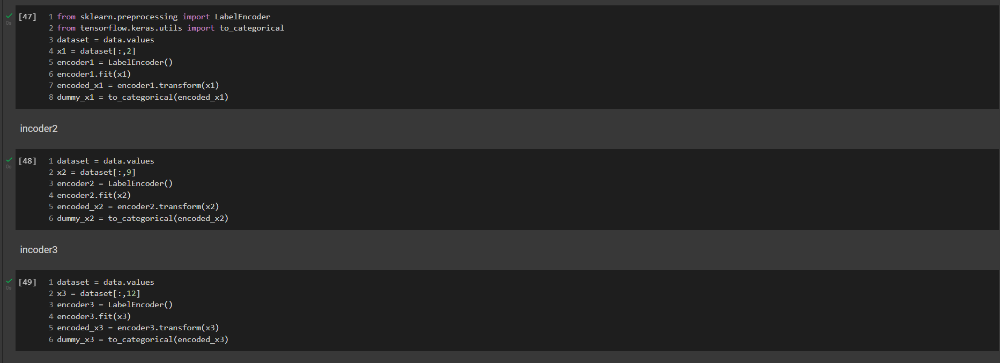 [47] 1 from sklearn.preprocessing import LabelEncoder
0s 2 from tensorflow.keras.utils import to_categorical
3 dataset = data.values
4 x1 = dataset[:,2]
5 encoder1 = LabelEncoder()
6 encoder1.fit(x1)
7 encoded_x1 = encoder1.transform(x1)
8 dummy_x1 = to_categorical(encoded_x1)
incoder2
[48] 1 dataset = data.values
0s 2 x2 = dataset[:,9]
3 encoder2 = LabelEncoder()
4 encoder2.fit(x2)
5 encoded_x2 = encoder2.transform(x2)
6 dummy_x2 = to_categorical(encoded_x2)
incoder3
[49] 1 dataset = data.values
0s 2 x3 = dataset[:,12]
3 encoder3 = LabelEncoder()
4 encoder3.fit(x3)
5 encoded_x3 = encoder3.transform(x3)
6 dummy_x3 = to_categorical(encoded_x3)